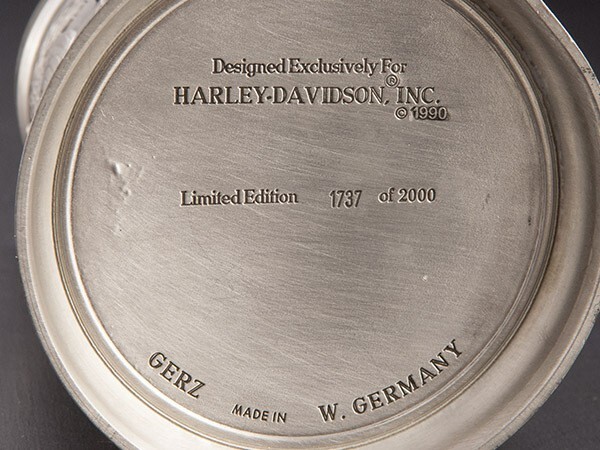 Designed Exclusively For
HARLEY-DAVIDSON, INC.®
© 1990
Limited Edition 1737 of 2000
GERZ MADE IN W. GERMANY